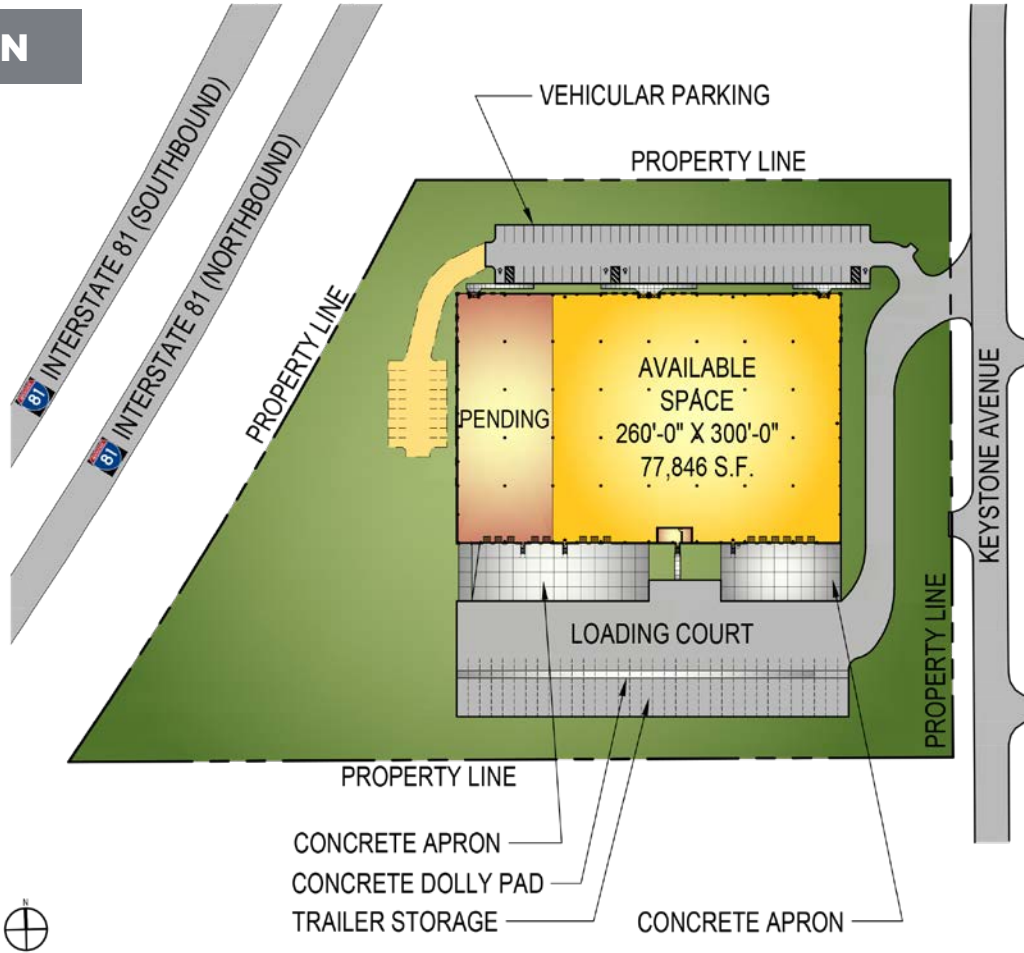 N
VEHICULAR PARKING
PROPERTY LINE
INTERSTATE 81 (SOUTHBOUND)
81
INTERSTATE 81 (NORTHBOUND)
81
PROPERTY LINE
PENDING
AVAILABLE
SPACE
260'-0" X 300'-0"
77,846 S.F.
KEYSTONE AVENUE
PROPERTY LINE
LOADING COURT
PROPERTY LINE
CONCRETE APRON
CONCRETE DOLLY PAD
TRAILER STORAGE
CONCRETE APRON
N